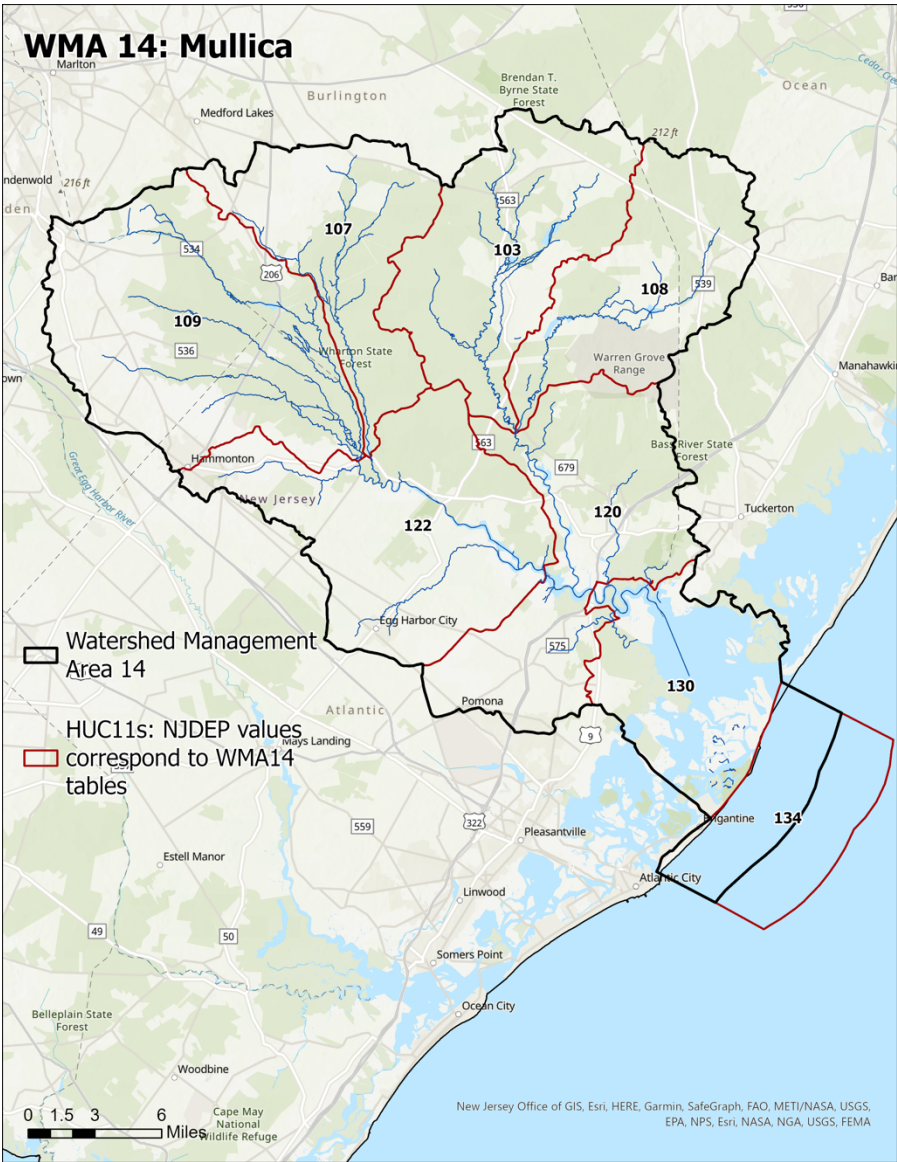 WMA 14: Mullica
Marlton
Medford Lakes
Burlington
Brendan T.
Byrne State
Forest
Ocean
Cedar Creek
212 ft
ndenwold
216 ft
den
563
107
103
534
206
108
539
109
536
Wharton State
Forest
Warren Grove
Range
own
Manahawki
Hammonton
563
Bass River State
Forest
679
Great Egg Harbor River
New Jersey
122
120
Tuckerton
Egg Harbor City
575
Watershed Management
Area 14
130
Pomona
Atlantic
9
HUC11s: NJDEP values
correspond to WMA14
tables
Mays Landing
322
559
Pleasantville
Brigantine
134
Estell Manor
Atlantic City
Linwood
49
50
Somers Point
Ocean City
Belleplain State
Forest
Woodbine
0 1.5 3 6
Miles
Cape May
National
Wildlife Refuge
New Jersey Office of GIS, Esri, HERE, Garmin, SafeGraph, FAO, METI/NASA, USGS,
EPA, NPS, Esri, NASA, NGA, USGS, FEMA